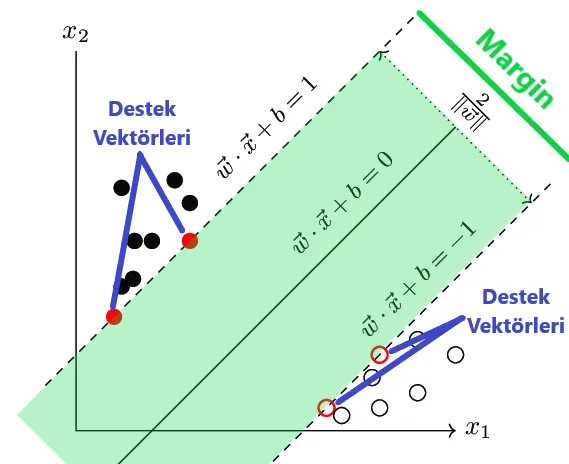 x₂
Margin
Destek
Vektörleri
w⃗ · x⃗ + b = 1
2
‖w⃗‖
w⃗ · x⃗ + b = 0
w⃗ · x⃗ + b = −1
Destek
Vektörleri
x₁